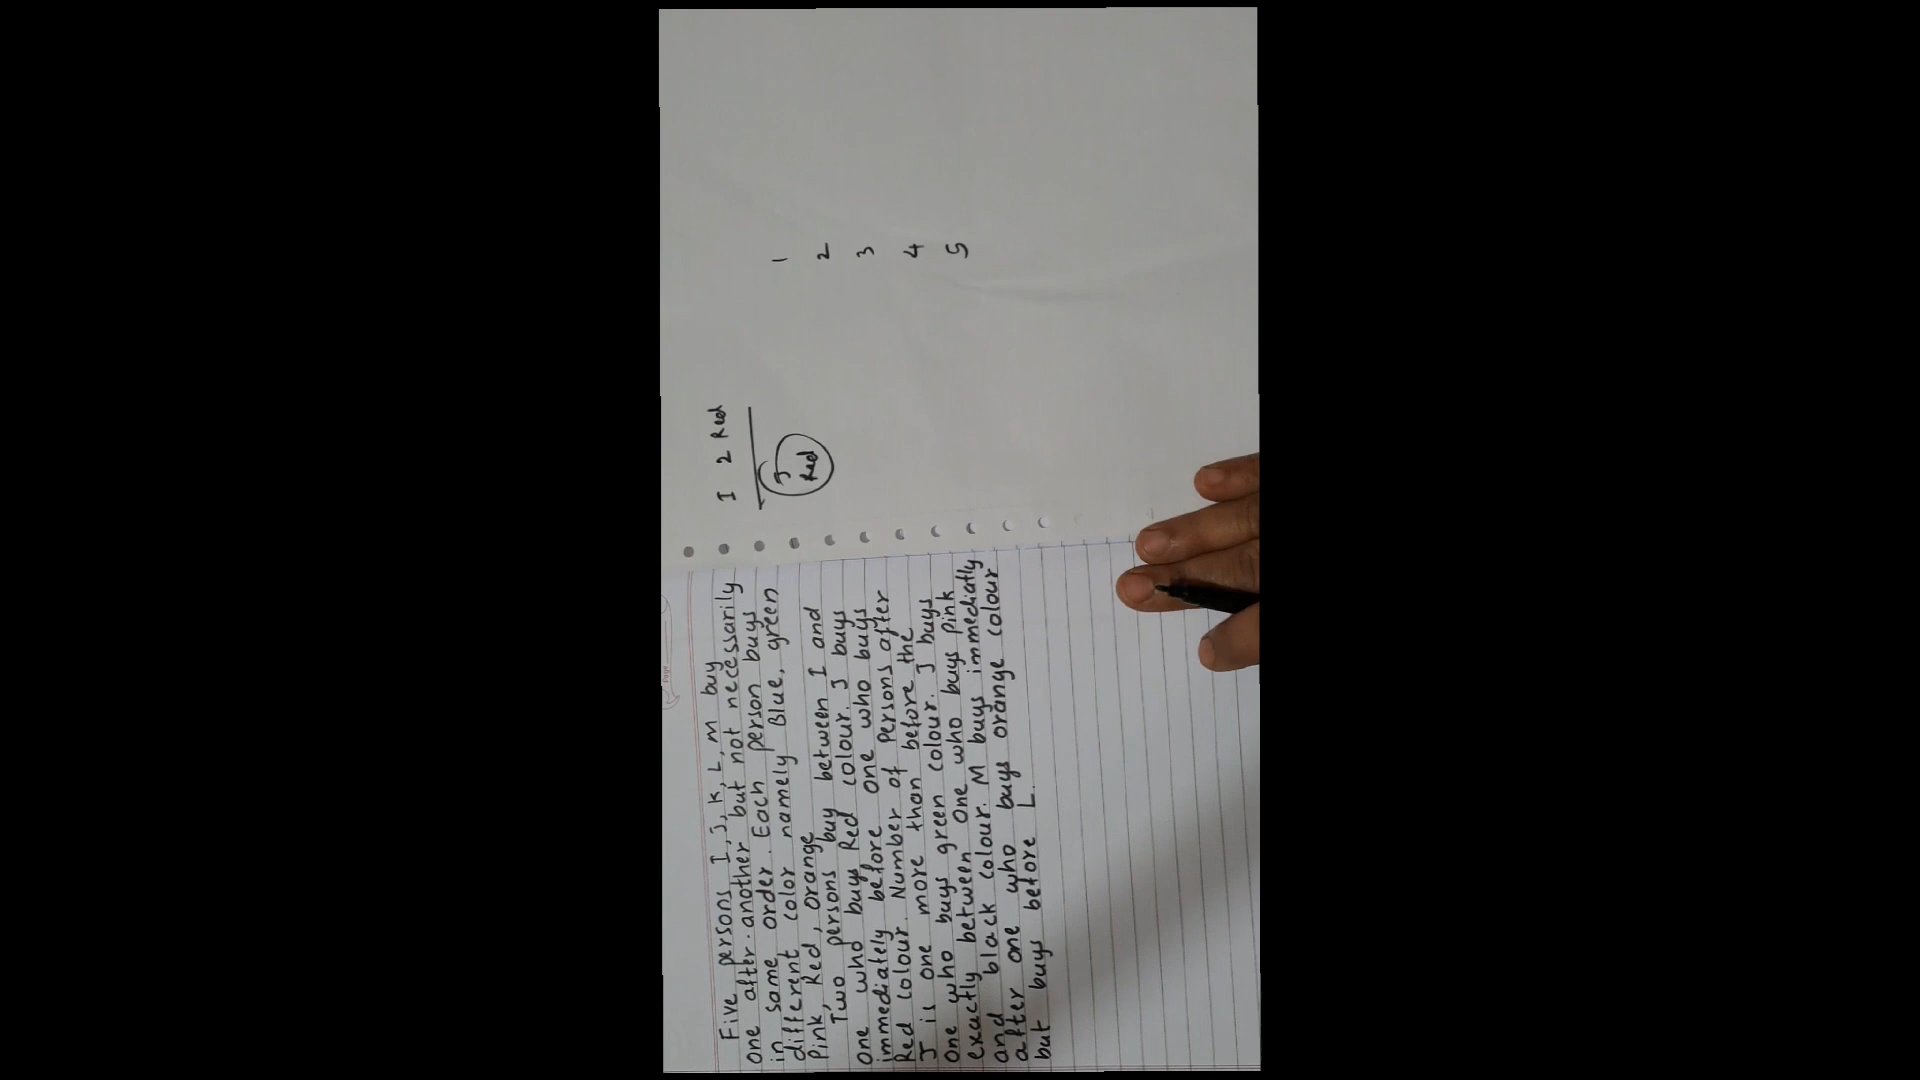 Five persons I, J, K, L, M buy
one after another but not necessarily
in same order. Each person buys
different color namely Blue, green
Pink, Red, orange
Two persons buy between I and
one who buys Red colour. J buys
immediately before one who buys
Red colour. Number of persons after
J is one more than before the
one who buys green colour. J buys
exactly between one who buys pink
and black colour. M buys immediatly
after one who buys orange colour
but buys before L.
I 2 Red
J
Red
1
2
3
4
5